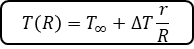 T(R) = T∞ + ΔT r/R